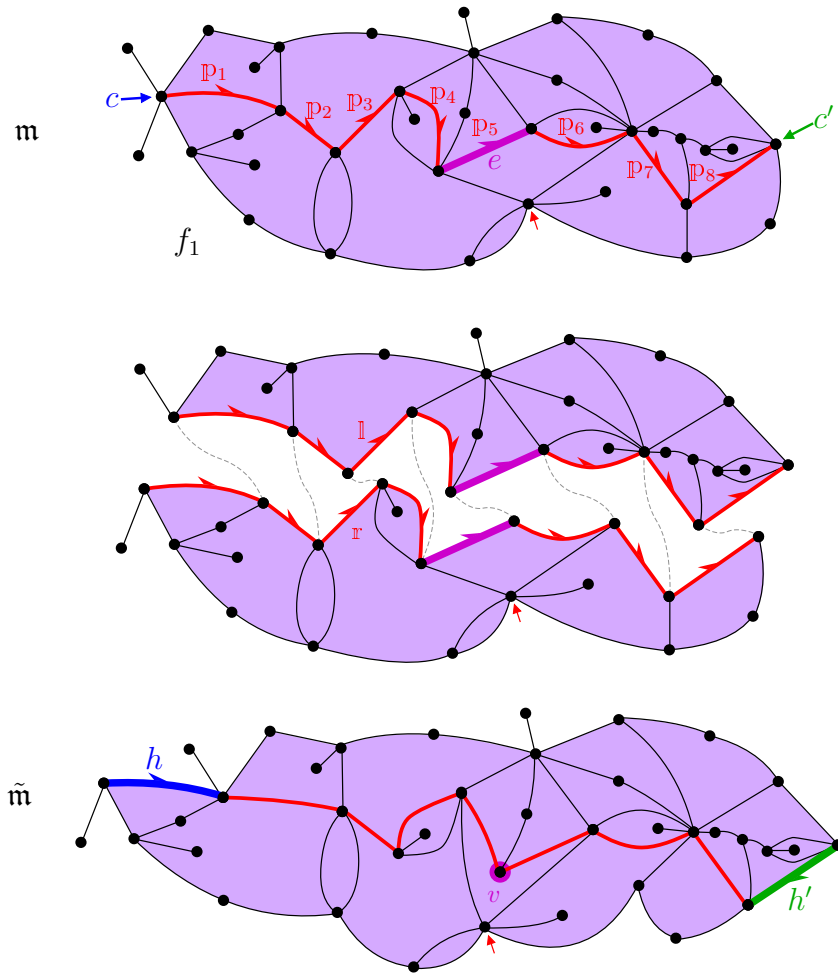 𝕡₁
c
𝕡₂
𝕡₃
𝕡₄
𝕡₅
e
𝕡₆
c′
𝔪
𝕡₇
𝕡₈
f₁
𝕝
𝕣
h
𝔪̃
v
h′